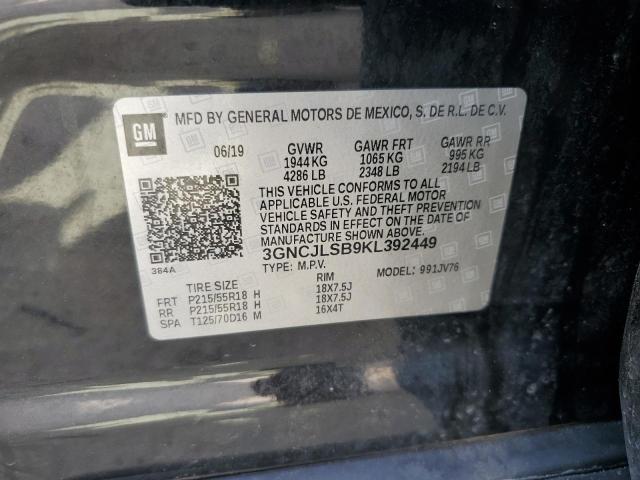 GM MFD BY GENERAL MOTORS DE MEXICO, S. DE R.L. DE C.V.
06/19 GVWR GAWR FRT GAWR RR
1944 KG 1065 KG 995 KG
4286 LB 2348 LB 2194 LB
THIS VEHICLE CONFORMS TO ALL
APPLICABLE U.S. FEDERAL MOTOR
VEHICLE SAFETY AND THEFT PREVENTION
STANDARDS IN EFFECT ON THE DATE OF
MANUFACTURE SHOWN ABOVE.
3GNCJLSB9KL392449
384A TYPE: M.P.V. MODEL: 991JV76
TIRE SIZE RIM
FRT P215/55R18 H 18X7.5J
RR P215/55R18 H 18X7.5J
SPA T125/70D16 M 16X4T